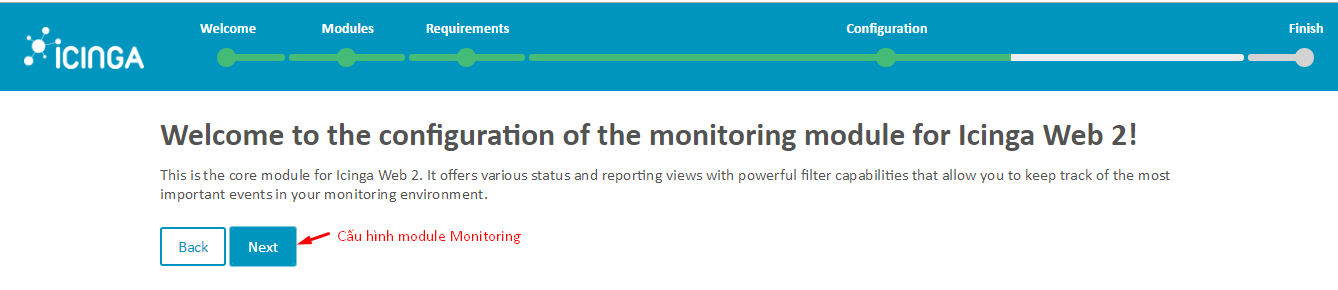 Welcome Modules Requirements Configuration Finish
ICINGA
Welcome to the configuration of the monitoring module for Icinga Web 2!
This is the core module for Icinga Web 2. It offers various status and reporting views with powerful filter capabilities that allow you to keep track of the most
important events in your monitoring environment.
Back Next Cấu hình module Monitoring